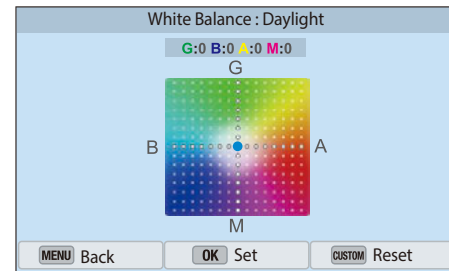 White Balance : Daylight
G:0 B:0 A:0 M:0
G
B A
M
MENU Back OK Set CUSTOM Reset